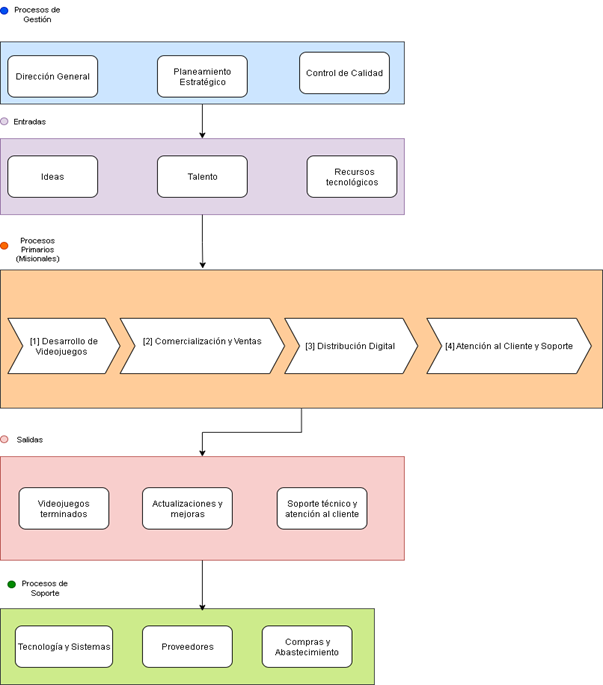 Procesos de
Gestión
Dirección General
Planeamiento
Estratégico
Control de Calidad
Entradas
Ideas
Talento
Recursos
tecnológicos
Procesos
Primarios
(Misionales)
[1] Desarrollo de
Videojuegos
[2] Comercialización y Ventas
[3] Distribución Digital
[4] Atención al Cliente y Soporte
Salidas
Videojuegos
terminados
Actualizaciones y
mejoras
Soporte técnico y
atención al cliente
Procesos de
Soporte
Tecnología y Sistemas
Proveedores
Compras y
Abastecimiento